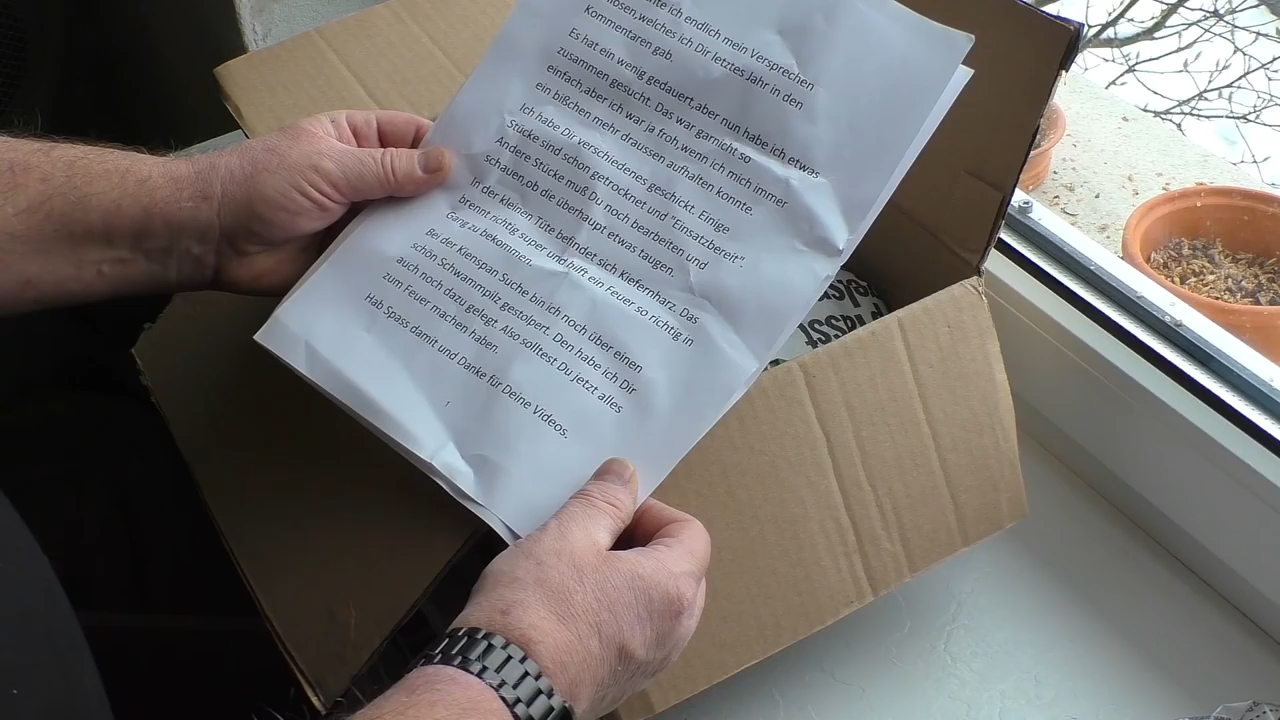 ich endlich mein Versprechen
lösen,welches ich Dir letztes Jahr in den
Kommentaren gab.
Es hat ein wenig gedauert,aber nun habe ich etwas
zusammen gesucht. Das war garnicht so
einfach,aber ich war ja froh,wenn ich mich immer
ein bißchen mehr draussen aufhalten konnte.
Ich habe Dir verschiedenes geschickt. Einige
Stücke sind schon getrocknet und "Einsatzbereit".
Andere Stücke muß Du noch bearbeiten und
schauen,ob die überhaupt etwas taugen.
In der kleinen Tüte befindet sich Kiefernharz. Das
brennt richtig super und hilft ein Feuer so richtig in
Gang zu bekommen.
Bei der Kienspan Suche bin ich noch über einen
schön Schwammpilz gestolpert. Den habe ich Dir
auch noch dazu gelegt. Also solltest Du jetzt alles
zum Feuer machen haben.
Hab Spass damit und Danke für Deine Videos.
1